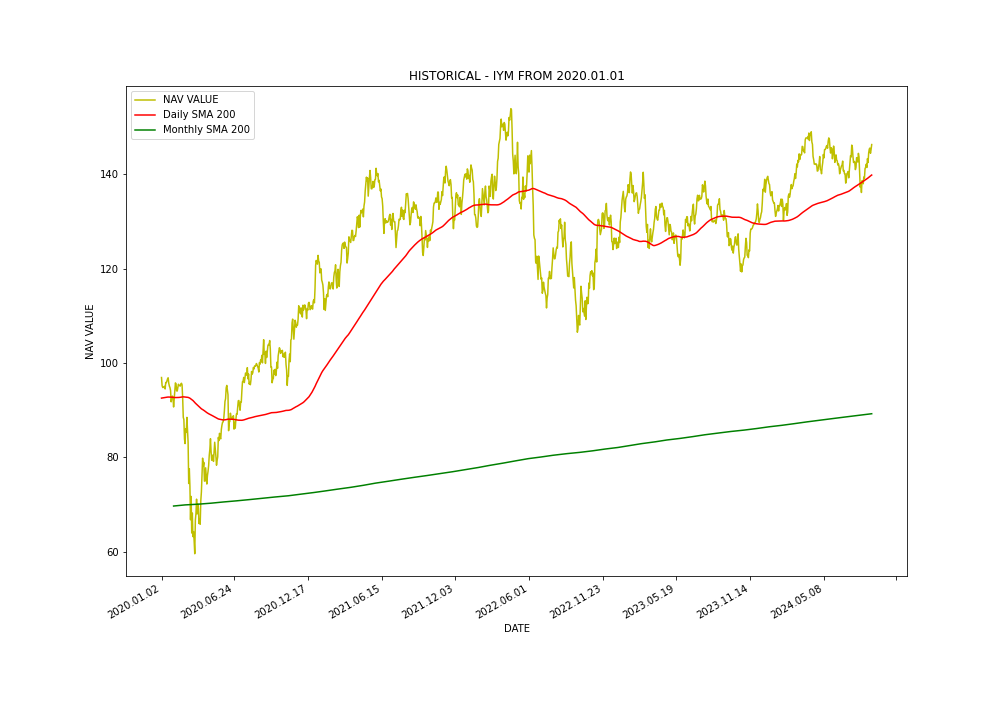 HISTORICAL - IYM FROM 2020.01.01
NAV VALUE
Daily SMA 200
Monthly SMA 200
NAV VALUE
140
120
100
80
60
2020.01.02
2020.06.24
2020.12.17
2021.06.15
2021.12.03
2022.06.01
2022.11.23
2023.05.19
2023.11.14
2024.05.08
DATE